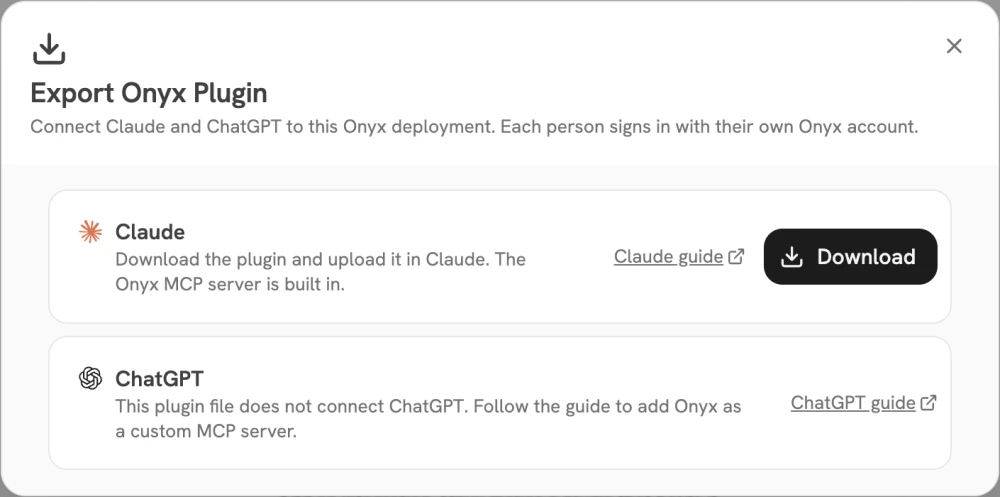 Export Onyx Plugin
Connect Claude and ChatGPT to this Onyx deployment. Each person signs in with their own Onyx account.
Claude
Download the plugin and upload it in Claude. The
Onyx MCP server is built in.
Claude guide
Download
ChatGPT
This plugin file does not connect ChatGPT. Follow the guide to add Onyx as
a custom MCP server.
ChatGPT guide